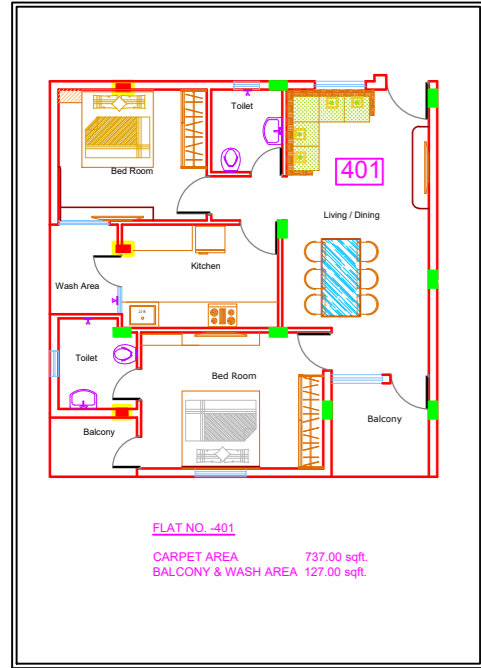 Toilet
401
Bed Room
Living / Dining
Kitchen
Wash Area
Toilet
Bed Room
Balcony
Balcony
FLAT NO. -401
CARPET AREA 737.00 sqft.
BALCONY & WASH AREA 127.00 sqft.